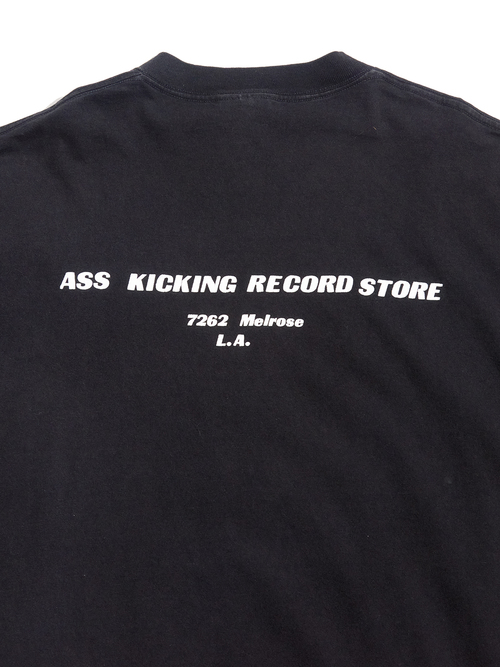 ASS KICKING RECORD STORE
7262 Melrose
L.A.